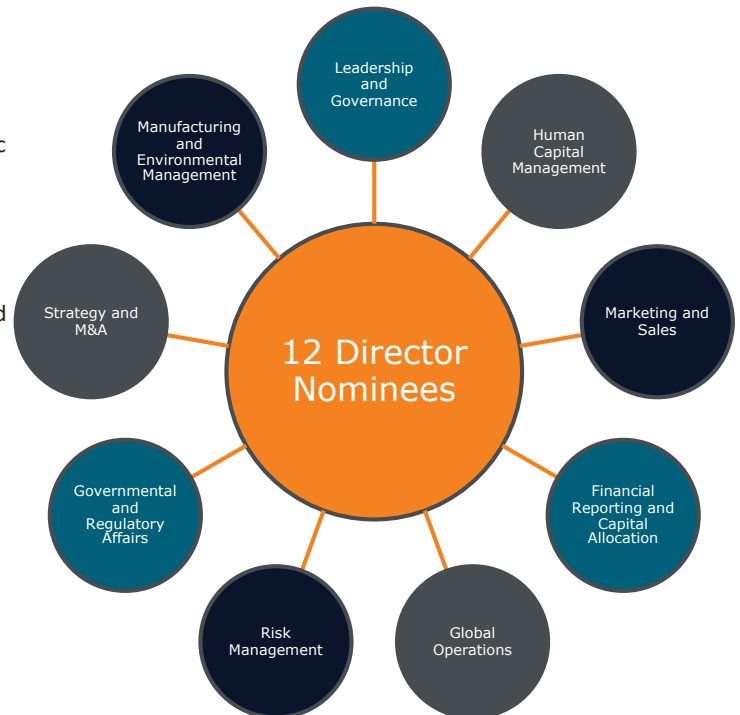 Leadership
and
Governance
Human
Capital
Management
Marketing and
Sales
Financial
Reporting and
Capital
Allocation
Global
Operations
Risk
Management
Governmental
and
Regulatory
Affairs
Strategy and
M&A
Manufacturing
and
Environmental
Management
12 Director
Nominees
c
d